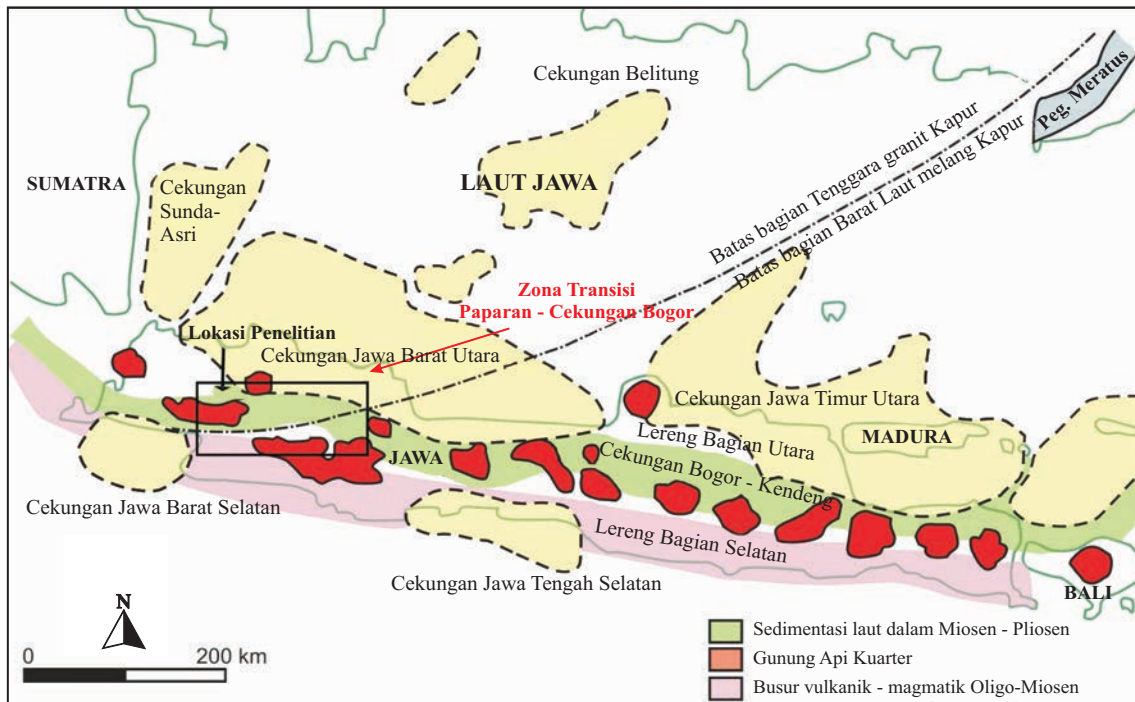 Cekungan Belitung
Peg. Meratus
SUMATRA
Cekungan
Sunda-
Asri
LAUT JAWA
Batas bagian Tenggara granit Kapur
Batas bagian Barat Laut melang Kapur
Zona Transisi
Paparan - Cekungan Bogor
Lokasi Penelitian
Cekungan Jawa Barat Utara
Cekungan Jawa Timur Utara
Lereng Bagian Utara
MADURA
JAWA
Cekungan Bogor - Kendeng
Cekungan Jawa Barat Selatan
Lereng Bagian Selatan
Cekungan Jawa Tengah Selatan
BALI
N
0
200 km
Sedimentasi laut dalam Miosen - Pliosen
Gunung Api Kuarter
Busur vulkanik - magmatik Oligo-Miosen